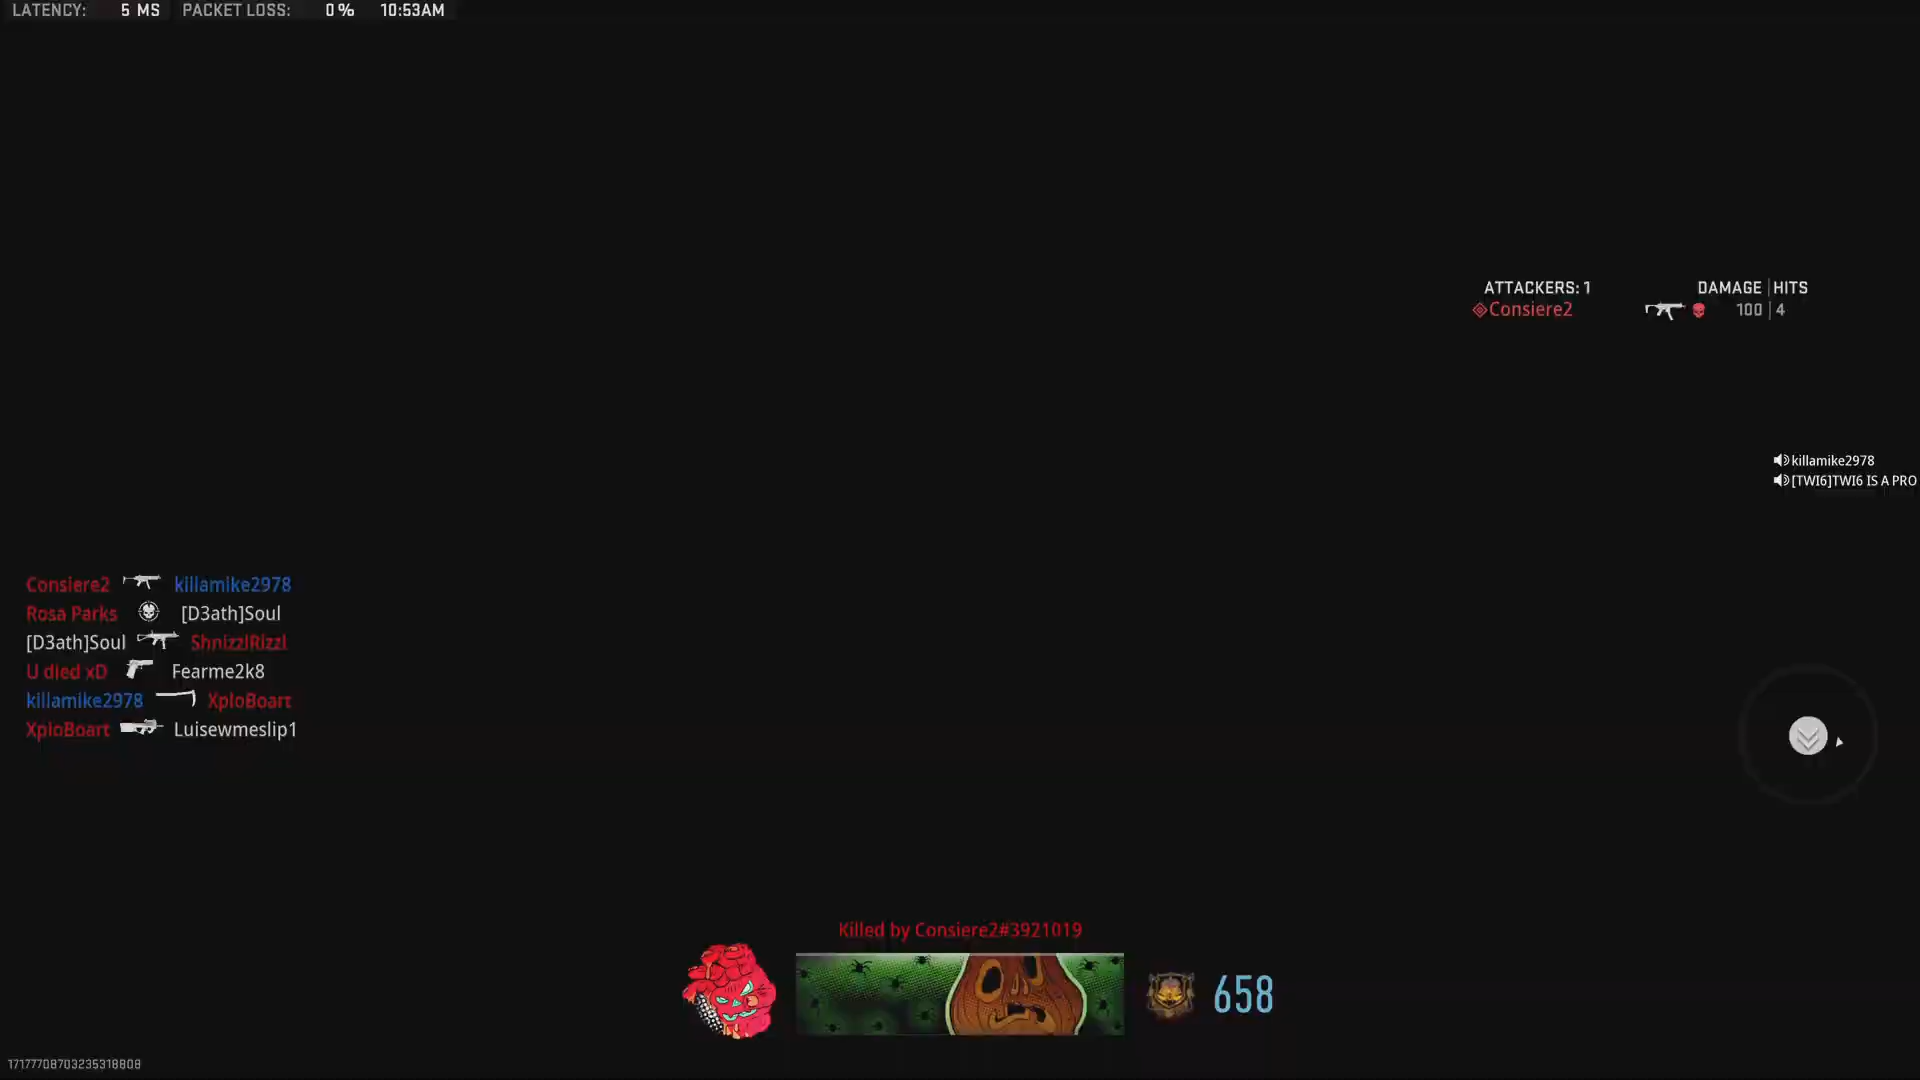 LATENCY: 5 MS PACKET LOSS: 0% 10:53AM
ATTACKERS: 1 DAMAGE HITS
Consiere2 100 4
killamike2978
[TWI6]TWI6 IS A PRO
Consiere2 killamike2978
Rosa Parks [D3ath]Soul
[D3ath]Soul ShnizzlRizzl
U died xD Fearme2k8
killamike2978 XploBoart
XploBoart Luisewmeslip1
Killed by Consiere2#3921019
658
17177708703235318808